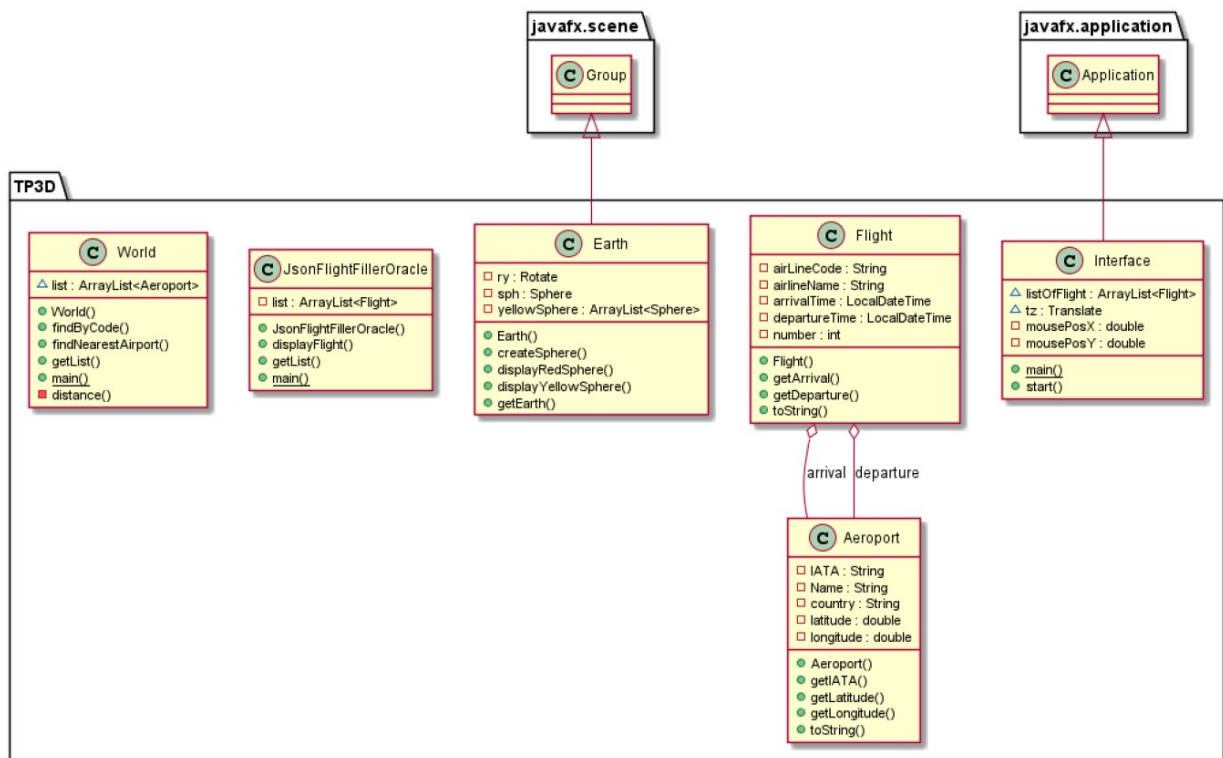 javafx.scene
C Group
javafx.application
C Application
TP3D
C World
list : ArrayList<Aeroport>
World()
findByCode()
findNearestAirport()
getList()
main()
distance()
C JsonFlightFillerOracle
list : ArrayList<Flight>
JsonFlightFillerOracle()
displayFlight()
getList()
main()
C Earth
ry : Rotate
sph : Sphere
yellowSphere : ArrayList<Sphere>
Earth()
createSphere()
displayRedSphere()
displayYellowSphere()
getEarth()
C Flight
airLineCode : String
airlineName : String
arrivalTime : LocalDateTime
departureTime : LocalDateTime
number : int
Flight()
getArrival()
getDeparture()
toString()
C Interface
listOfFlight : ArrayList<Flight>
tz : Translate
mousePosX : double
mousePosY : double
main()
start()
arrival
departure
C Aeroport
IATA : String
Name : String
country : String
latitude : double
longitude : double
Aeroport()
getIATA()
getLatitude()
getLongitude()
toString()